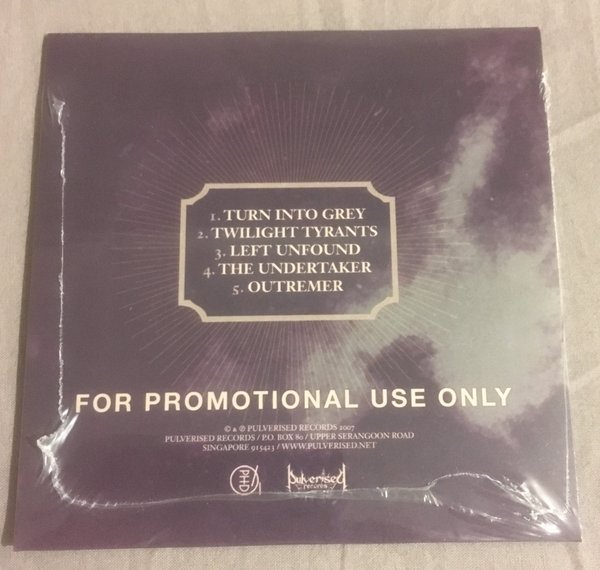 1. TURN INTO GREY
2. TWILIGHT TYRANTS
3. LEFT UNFOUND
4. THE UNDERTAKER
5. OUTREMER
FOR PROMOTIONAL USE ONLY
© & ℗ PULVERISED RECORDS 2007
PULVERISED RECORDS / P.O. BOX 80 / UPPER SERANGOON ROAD
SINGAPORE 915423 / WWW.PULVERISED.NET
PHD
Pulverised
records